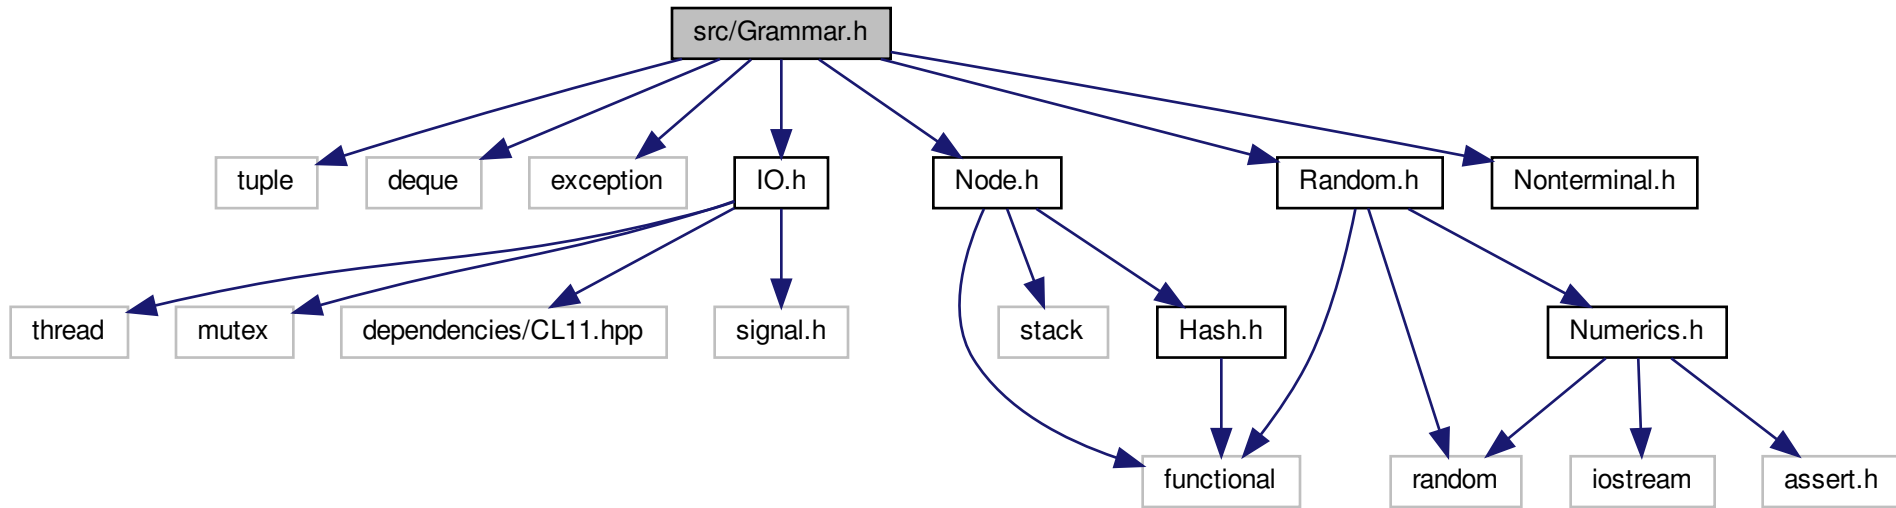 src/Grammar.h
tuple
deque
exception
IO.h
Node.h
Random.h
Nonterminal.h
thread
mutex
dependencies/CL11.hpp
signal.h
stack
Hash.h
Numerics.h
functional
random
iostream
assert.h